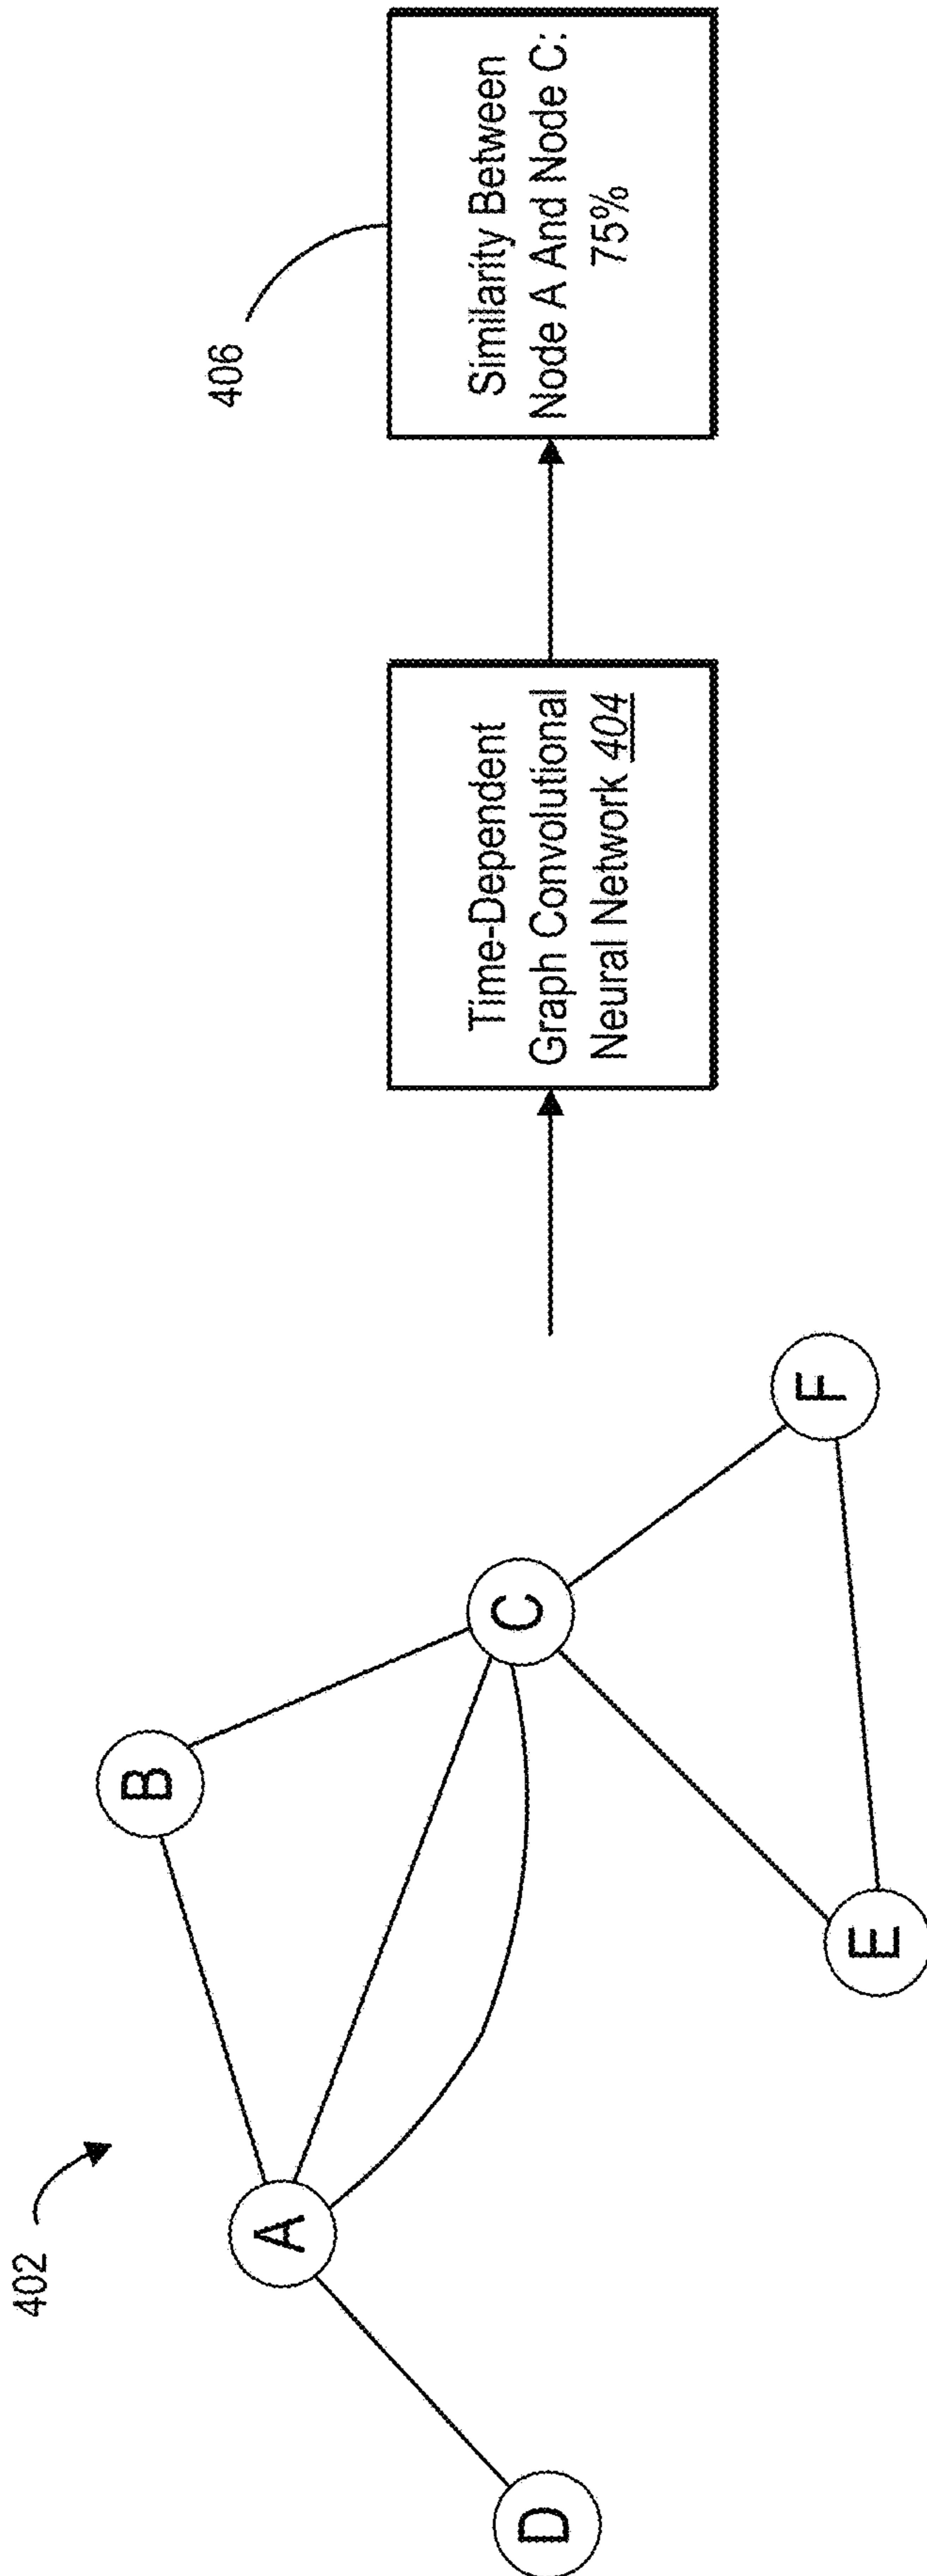 402
A
B
C
D
E
F
Time-Dependent
Graph Convolutional
Neural Network 404
406
Similarity Between
Node A And Node C:
75%